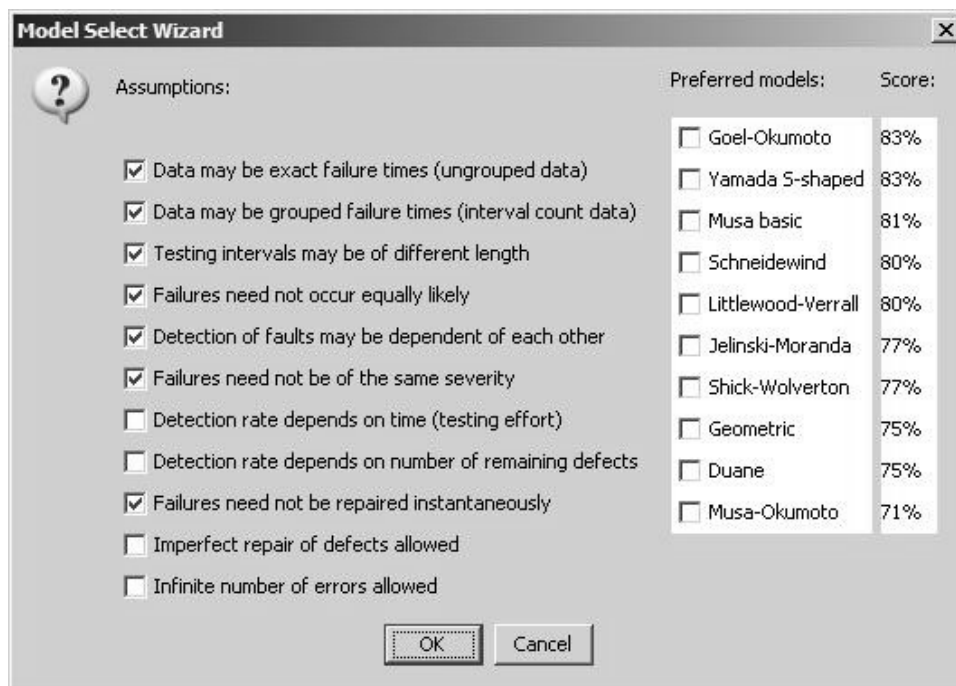 Model Select Wizard
Assumptions:
Data may be exact failure times (ungrouped data)
Data may be grouped failure times (interval count data)
Testing intervals may be of different length
Failures need not occur equally likely
Detection of faults may be dependent of each other
Failures need not be of the same severity
Detection rate depends on time (testing effort)
Detection rate depends on number of remaining defects
Failures need not be repaired instantaneously
Imperfect repair of defects allowed
Infinite number of errors allowed
Preferred models: Score:
Goel-Okumoto 83%
Yamada S-shaped 83%
Musa basic 81%
Schneidewind 80%
Littlewood-Verrall 80%
Jelinski-Moranda 77%
Shick-Wolverton 77%
Geometric 75%
Duane 75%
Musa-Okumoto 71%
OK Cancel